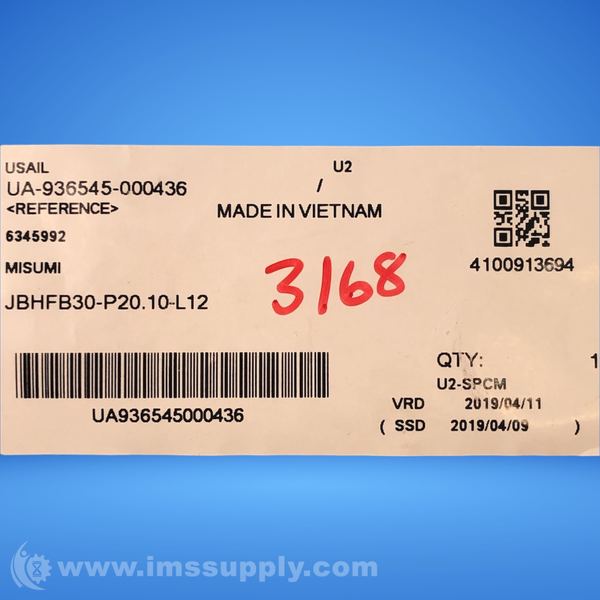 USAIL U2
UA-936545-000436 /
<REFERENCE> MADE IN VIETNAM
6345992
MISUMI 3168 4100913694
JBHFB30-P20.10-L12
QTY: 1
U2-SPCM
UA936545000436 VRD 2019/04/11
( SSD 2019/04/09 )
www.imssupply.com